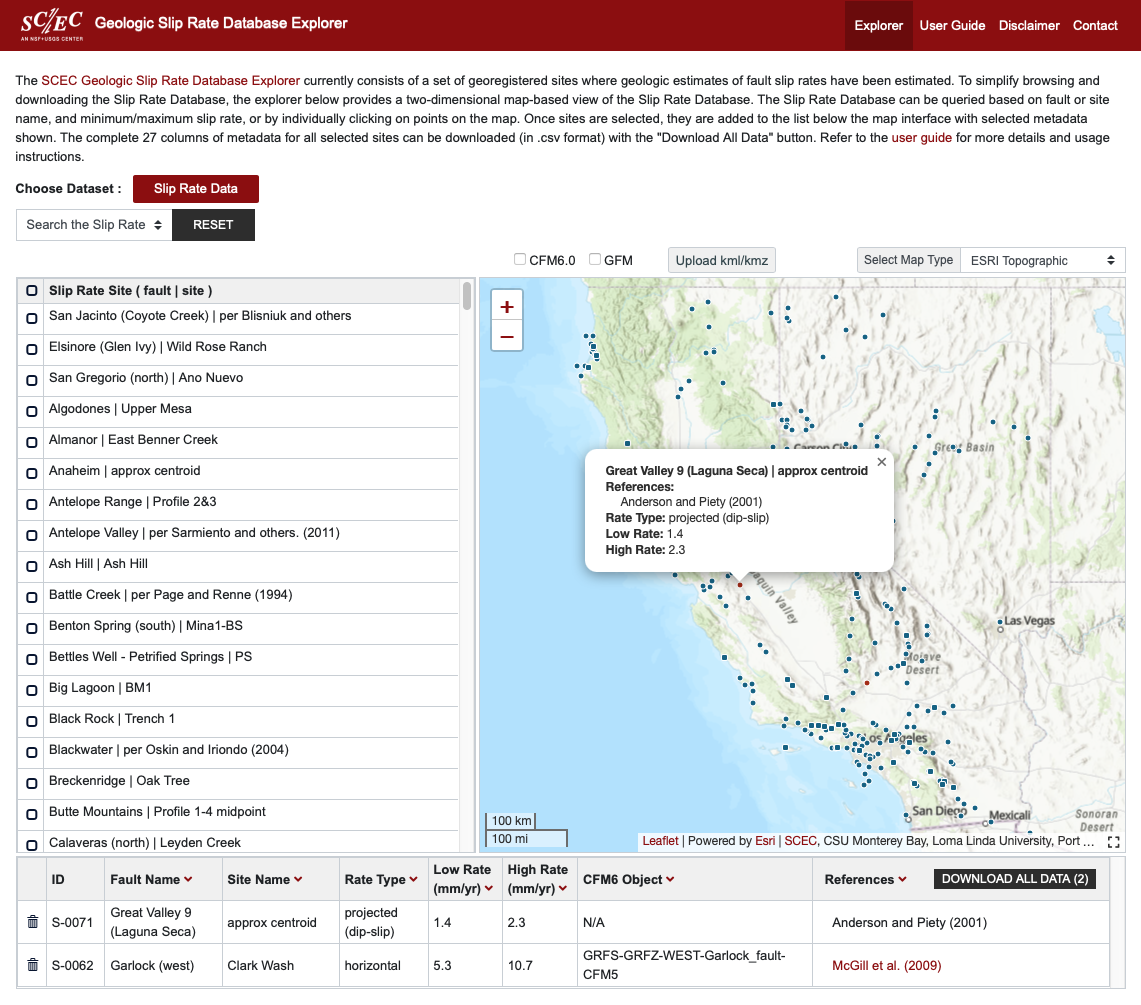 SC/EC
AN NSF+USGS CENTER
Geologic Slip Rate Database Explorer
Explorer
User Guide
Disclaimer
Contact
The SCEC Geologic Slip Rate Database Explorer currently consists of a set of georegistered sites where geologic estimates of fault slip rates have been estimated. To simplify browsing and
downloading the Slip Rate Database, the explorer below provides a two-dimensional map-based view of the Slip Rate Database. The Slip Rate Database can be queried based on fault or site
name, and minimum/maximum slip rate, or by individually clicking on points on the map. Once sites are selected, they are added to the list below the map interface with selected metadata
shown. The complete 27 columns of metadata for all selected sites can be downloaded (in .csv format) with the "Download All Data" button. Refer to the user guide for more details and usage
instructions.
Choose Dataset :
Slip Rate Data
Search the Slip Rate
RESET
CFM6.0
GFM
Upload kml/kmz
Select Map Type
ESRI Topographic
Slip Rate Site ( fault | site )
San Jacinto (Coyote Creek) | per Blisniuk and others
Elsinore (Glen Ivy) | Wild Rose Ranch
San Gregorio (north) | Ano Nuevo
Algodones | Upper Mesa
Almanor | East Benner Creek
Anaheim | approx centroid
Antelope Range | Profile 2&3
Antelope Valley | per Sarmiento and others. (2011)
Ash Hill | Ash Hill
Battle Creek | per Page and Renne (1994)
Benton Spring (south) | Mina1-BS
Bettles Well - Petrified Springs | PS
Big Lagoon | BM1
Black Rock | Trench 1
Blackwater | per Oskin and Iriondo (2004)
Breckenridge | Oak Tree
Butte Mountains | Profile 1-4 midpoint
Calaveras (north) | Leyden Creek
+
−
Carson City
Great Basin
Great Valley 9 (Laguna Seca) | approx centroid
×
References:
Anderson and Piety (2001)
Rate Type: projected (dip-slip)
Low Rate: 1.4
High Rate: 2.3
aquin Valley
Las Vegas
Mojave
Desert
Los Angeles
San Diego
Mexicali
Sonoran
Desert
100 km
100 mi
Leaflet | Powered by Esri | SCEC, CSU Monterey Bay, Loma Linda University, Port ...
ID
Fault Name
Site Name
Rate Type
Low Rate
(mm/yr)
High Rate
(mm/yr)
CFM6 Object
References
DOWNLOAD ALL DATA (2)
S-0071
Great Valley 9
(Laguna Seca)
approx centroid
projected
(dip-slip)
1.4
2.3
N/A
Anderson and Piety (2001)
S-0062
Garlock (west)
Clark Wash
horizontal
5.3
10.7
GRFS-GRFZ-WEST-Garlock_fault-
CFM5
McGill et al. (2009)